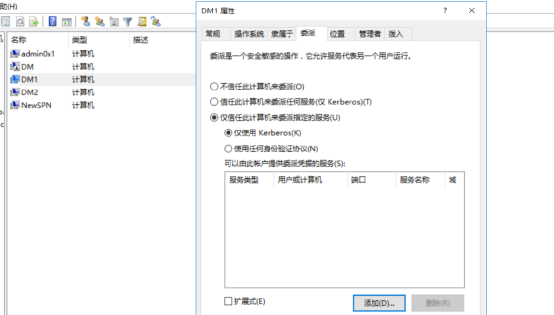 助(H)
DM1 属性
?
名称 类型 描述
admin0x1 计算机
DM 计算机
DM1 计算机
DM2 计算机
NewSPN 计算机
常规 操作系统 隶属于 委派 位置 管理者 拨入
委派是一个安全敏感的操作，它允许服务代表另一个用户运行。
不信任此计算机来委派(O)
信任此计算机来委派任何服务(仅 Kerberos)(T)
仅信任此计算机来委派指定的服务(U)
仅使用 Kerberos(K)
使用任何身份验证协议(N)
可以由此帐户提供委派凭据的服务(S):
服务类型 用户或计算机 端口 服务名称 域
扩展式(E)
添加(D)... 删除(R)